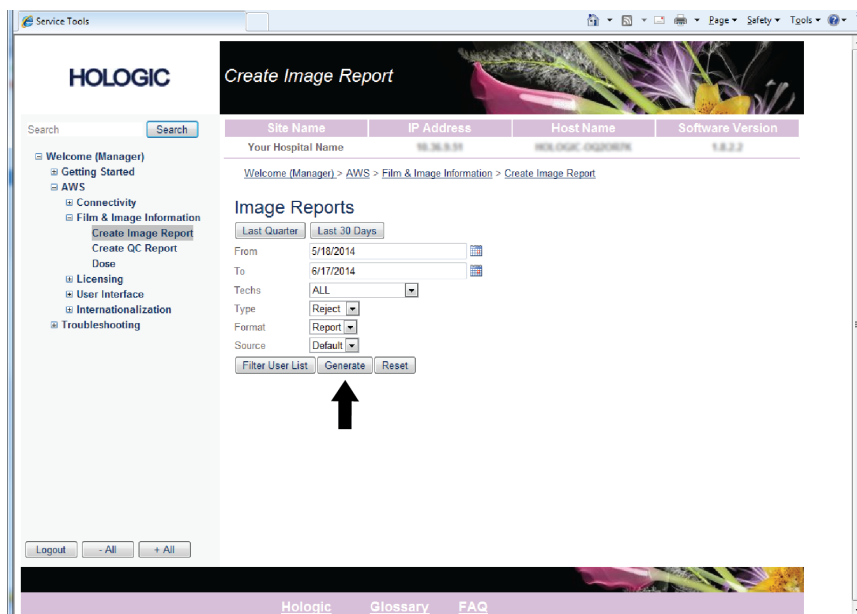 Service Tools
Page Safety Tools
HOLOGIC
Create Image Report
Search Search
Site Name IP Address Host Name Software Version
Your Hospital Name 1.8.2.2
Welcome (Manager)
Getting Started
AWS
Connectivity
Film & Image Information
Create Image Report
Create QC Report
Dose
Licensing
User Interface
Internationalization
Troubleshooting
Welcome (Manager) > AWS > Film & Image Information > Create Image Report
Image Reports
Last Quarter Last 30 Days
From 5/18/2014
To 6/17/2014
Techs ALL
Type Reject
Format Report
Source Default
Filter User List Generate Reset
Logout - All + All
Hologic Glossary FAQ